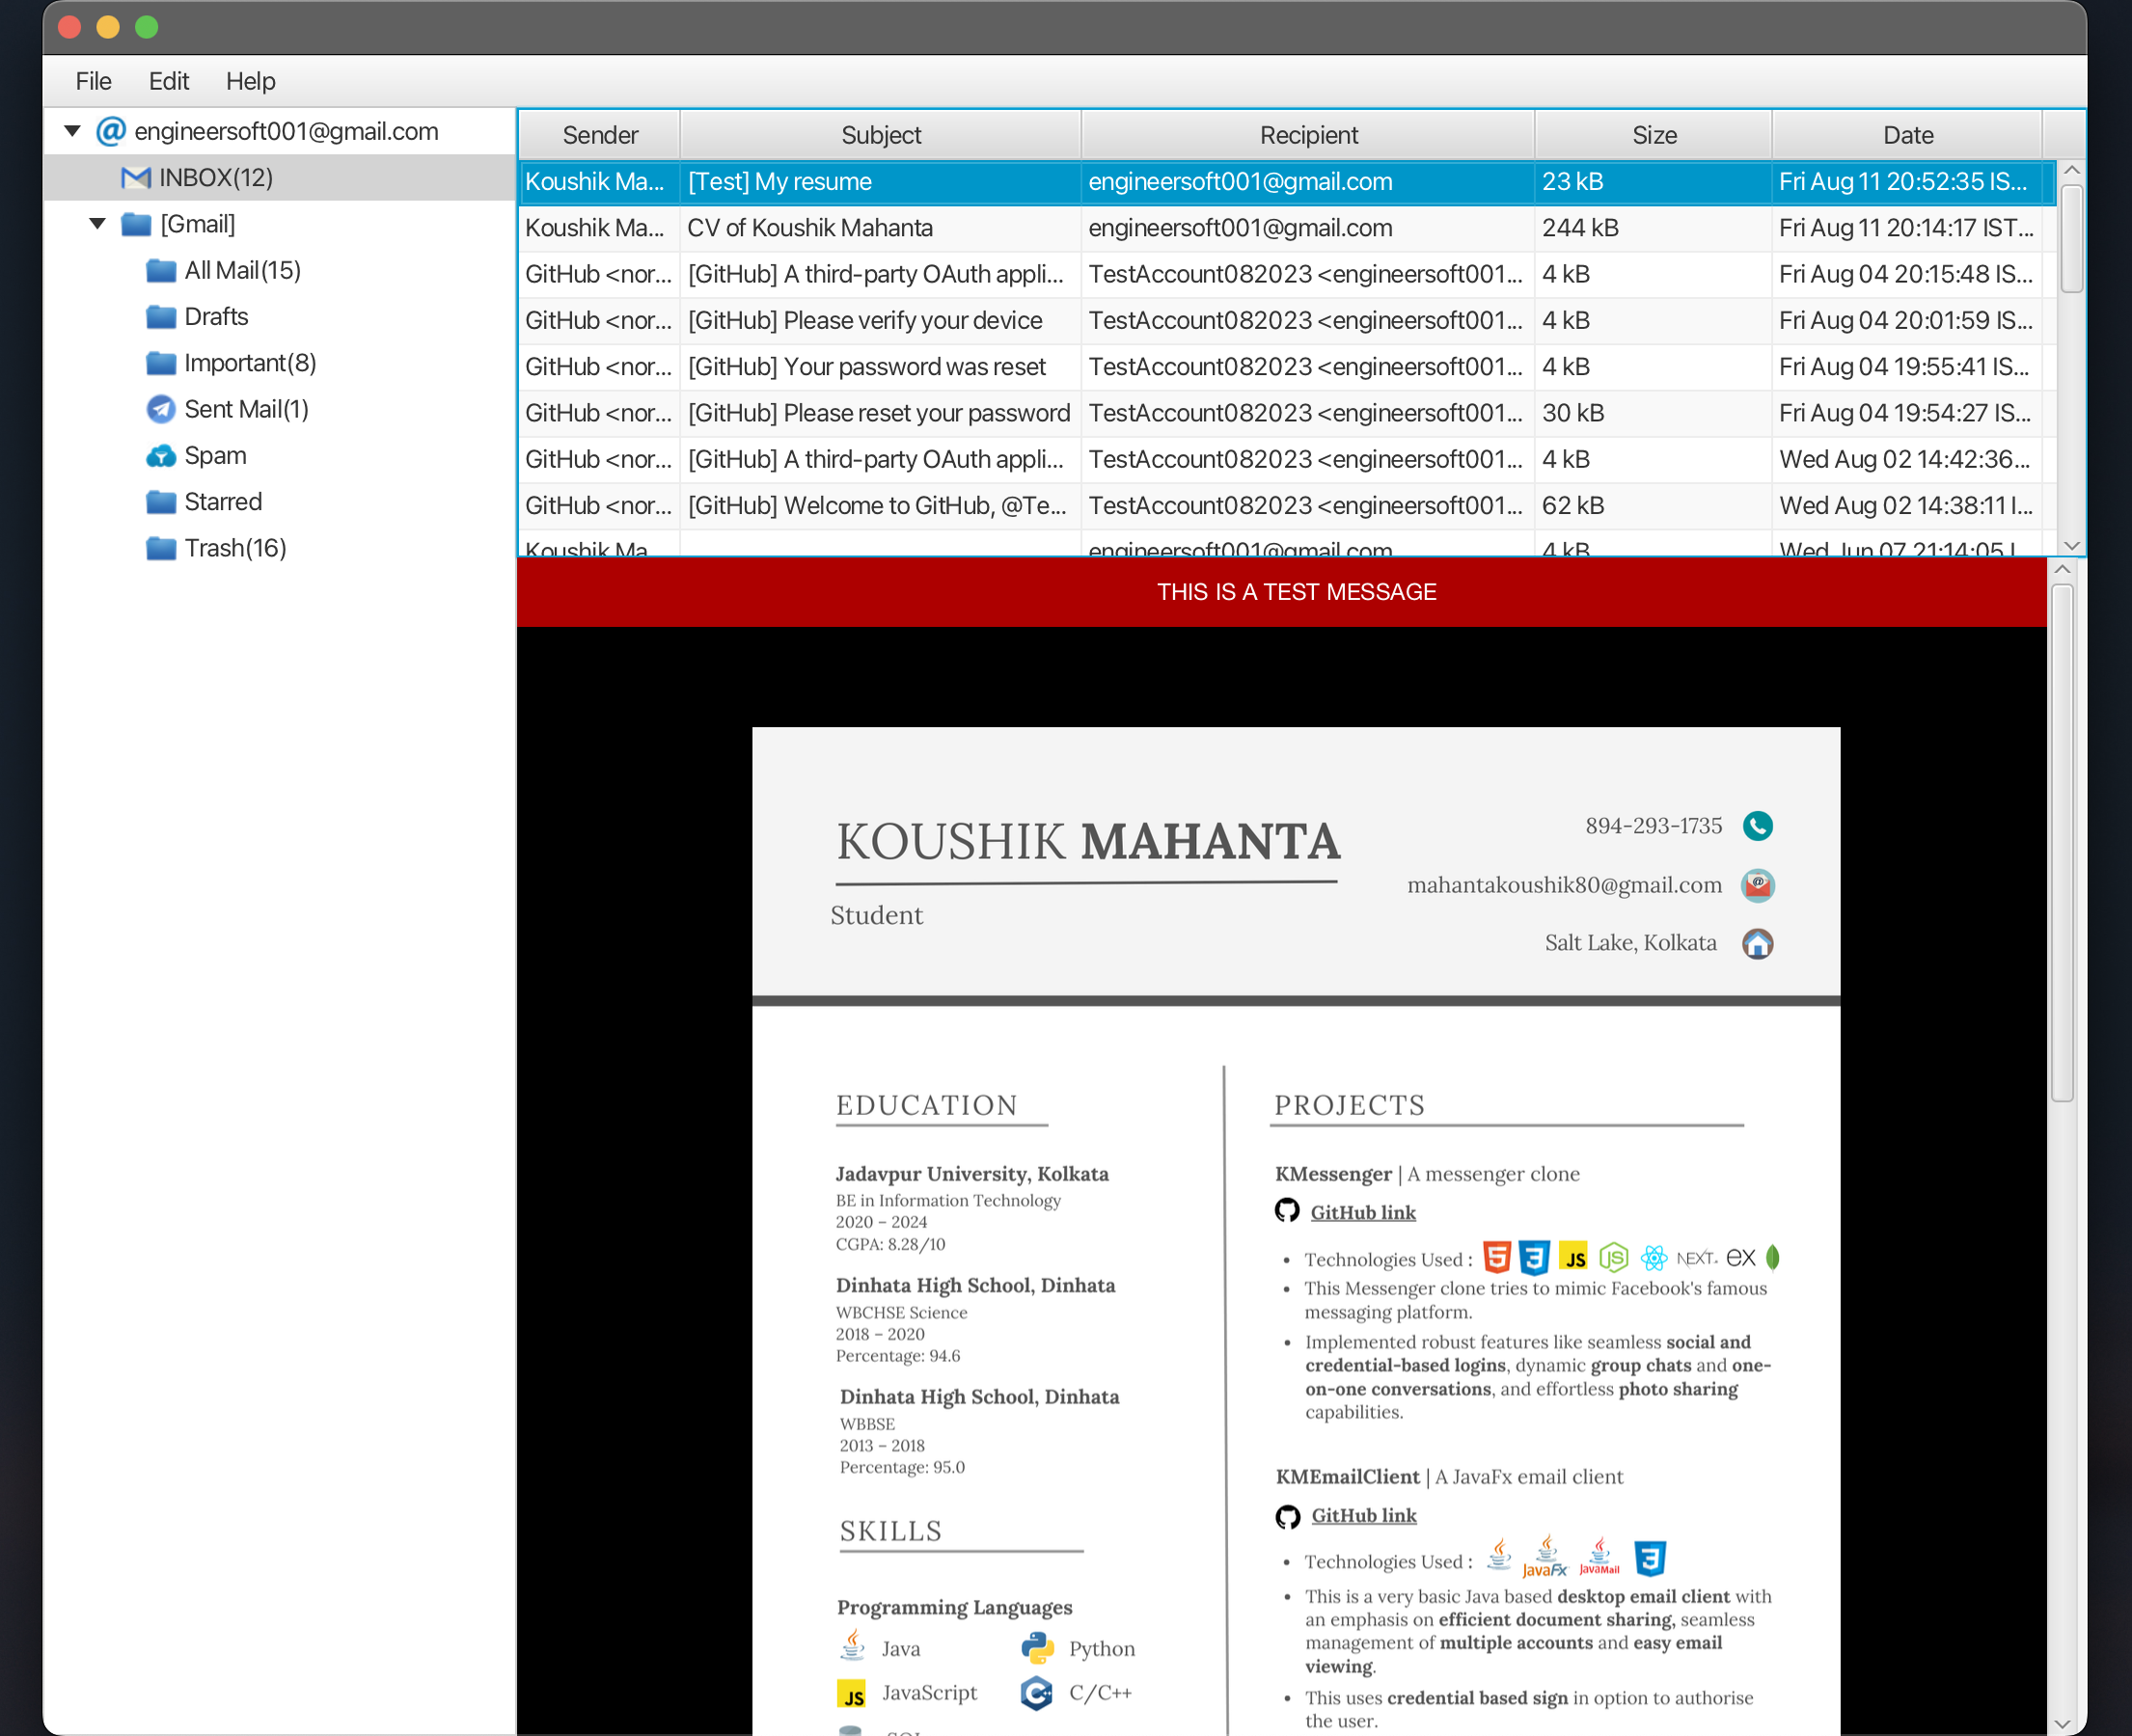 File Edit Help
engineersoft001@gmail.com
INBOX(12)
[Gmail]
All Mail(15)
Drafts
Important(8)
Sent Mail(1)
Spam
Starred
Trash(16)
Sender Subject Recipient Size Date
Koushik Ma... [Test] My resume engineersoft001@gmail.com 23 kB Fri Aug 11 20:52:35 IS...
Koushik Ma... CV of Koushik Mahanta engineersoft001@gmail.com 244 kB Fri Aug 11 20:14:17 IST...
GitHub <nor... [GitHub] A third-party OAuth appli... TestAccount082023 <engineersoft001... 4 kB Fri Aug 04 20:15:48 IS...
GitHub <nor... [GitHub] Please verify your device TestAccount082023 <engineersoft001... 4 kB Fri Aug 04 20:01:59 IS...
GitHub <nor... [GitHub] Your password was reset TestAccount082023 <engineersoft001... 4 kB Fri Aug 04 19:55:41 IS...
GitHub <nor... [GitHub] Please reset your password TestAccount082023 <engineersoft001... 30 kB Fri Aug 04 19:54:27 IS...
GitHub <nor... [GitHub] A third-party OAuth appli... TestAccount082023 <engineersoft001... 4 kB Wed Aug 02 14:42:36...
GitHub <nor... [GitHub] Welcome to GitHub, @Te... TestAccount082023 <engineersoft001... 62 kB Wed Aug 02 14:38:11 I...
Koushik Ma... engineersoft001@gmail.com 4 kB Wed Jun 07 21:14:05 I...
THIS IS A TEST MESSAGE
KOUSHIK MAHANTA
Student
894-293-1735
mahantakoushik80@gmail.com
Salt Lake, Kolkata
EDUCATION
Jadavpur University, Kolkata
BE in Information Technology
2020 – 2024
CGPA: 8.28/10
Dinhata High School, Dinhata
WBCHSE Science
2018 – 2020
Percentage: 94.6
Dinhata High School, Dinhata
WBBSE
2013 – 2018
Percentage: 95.0
SKILLS
Programming Languages
Java Python
JS JavaScript C/C++
PROJECTS
KMessenger | A messenger clone
GitHub link
• Technologies Used : 5 3 JS JS NEXT. ex
• This Messenger clone tries to mimic Facebook's famous
messaging platform.
• Implemented robust features like seamless social and
credential-based logins, dynamic group chats and one-
on-one conversations, and effortless photo sharing
capabilities.
KMEmailClient | A JavaFx email client
GitHub link
• Technologies Used : JavaFx JavaMail 3
• This is a very basic Java based desktop email client with
an emphasis on efficient document sharing, seamless
management of multiple accounts and easy email
viewing.
• This uses credential based sign in option to authorise
the user.